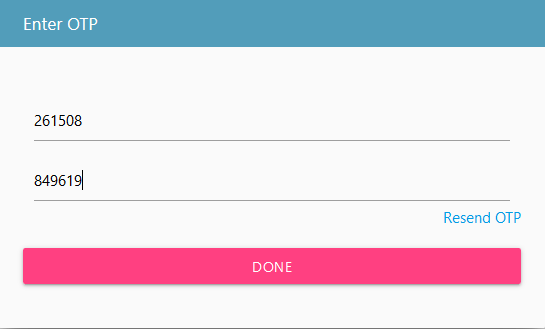 Enter OTP
261508
849619
Resend OTP
DONE